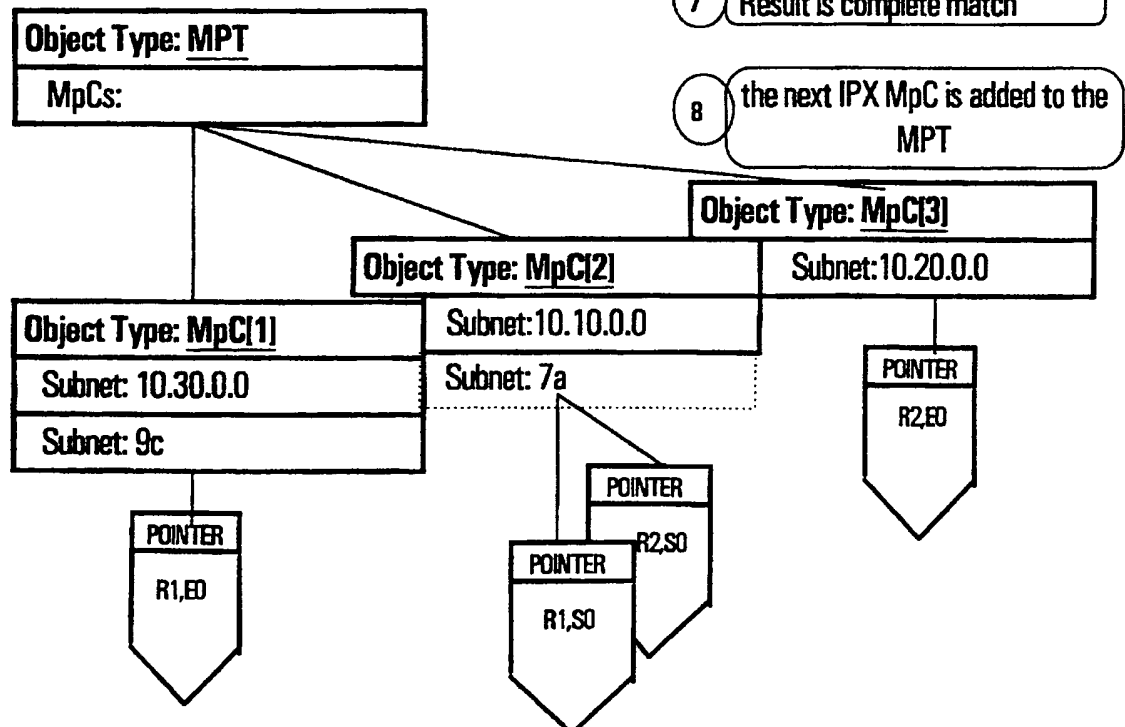 Object Type: MPT
MpCs:
7 Result is complete match
8 the next IPX MpC is added to the
MPT
Object Type: MpC[3]
Subnet:10.20.0.0
Object Type: MpC[2]
Subnet:10.10.0.0
Subnet: 7a
Object Type: MpC[1]
Subnet: 10.30.0.0
Subnet: 9c
POINTER
R2,E0
POINTER
R2,S0
POINTER
R1,E0
POINTER
R1,S0